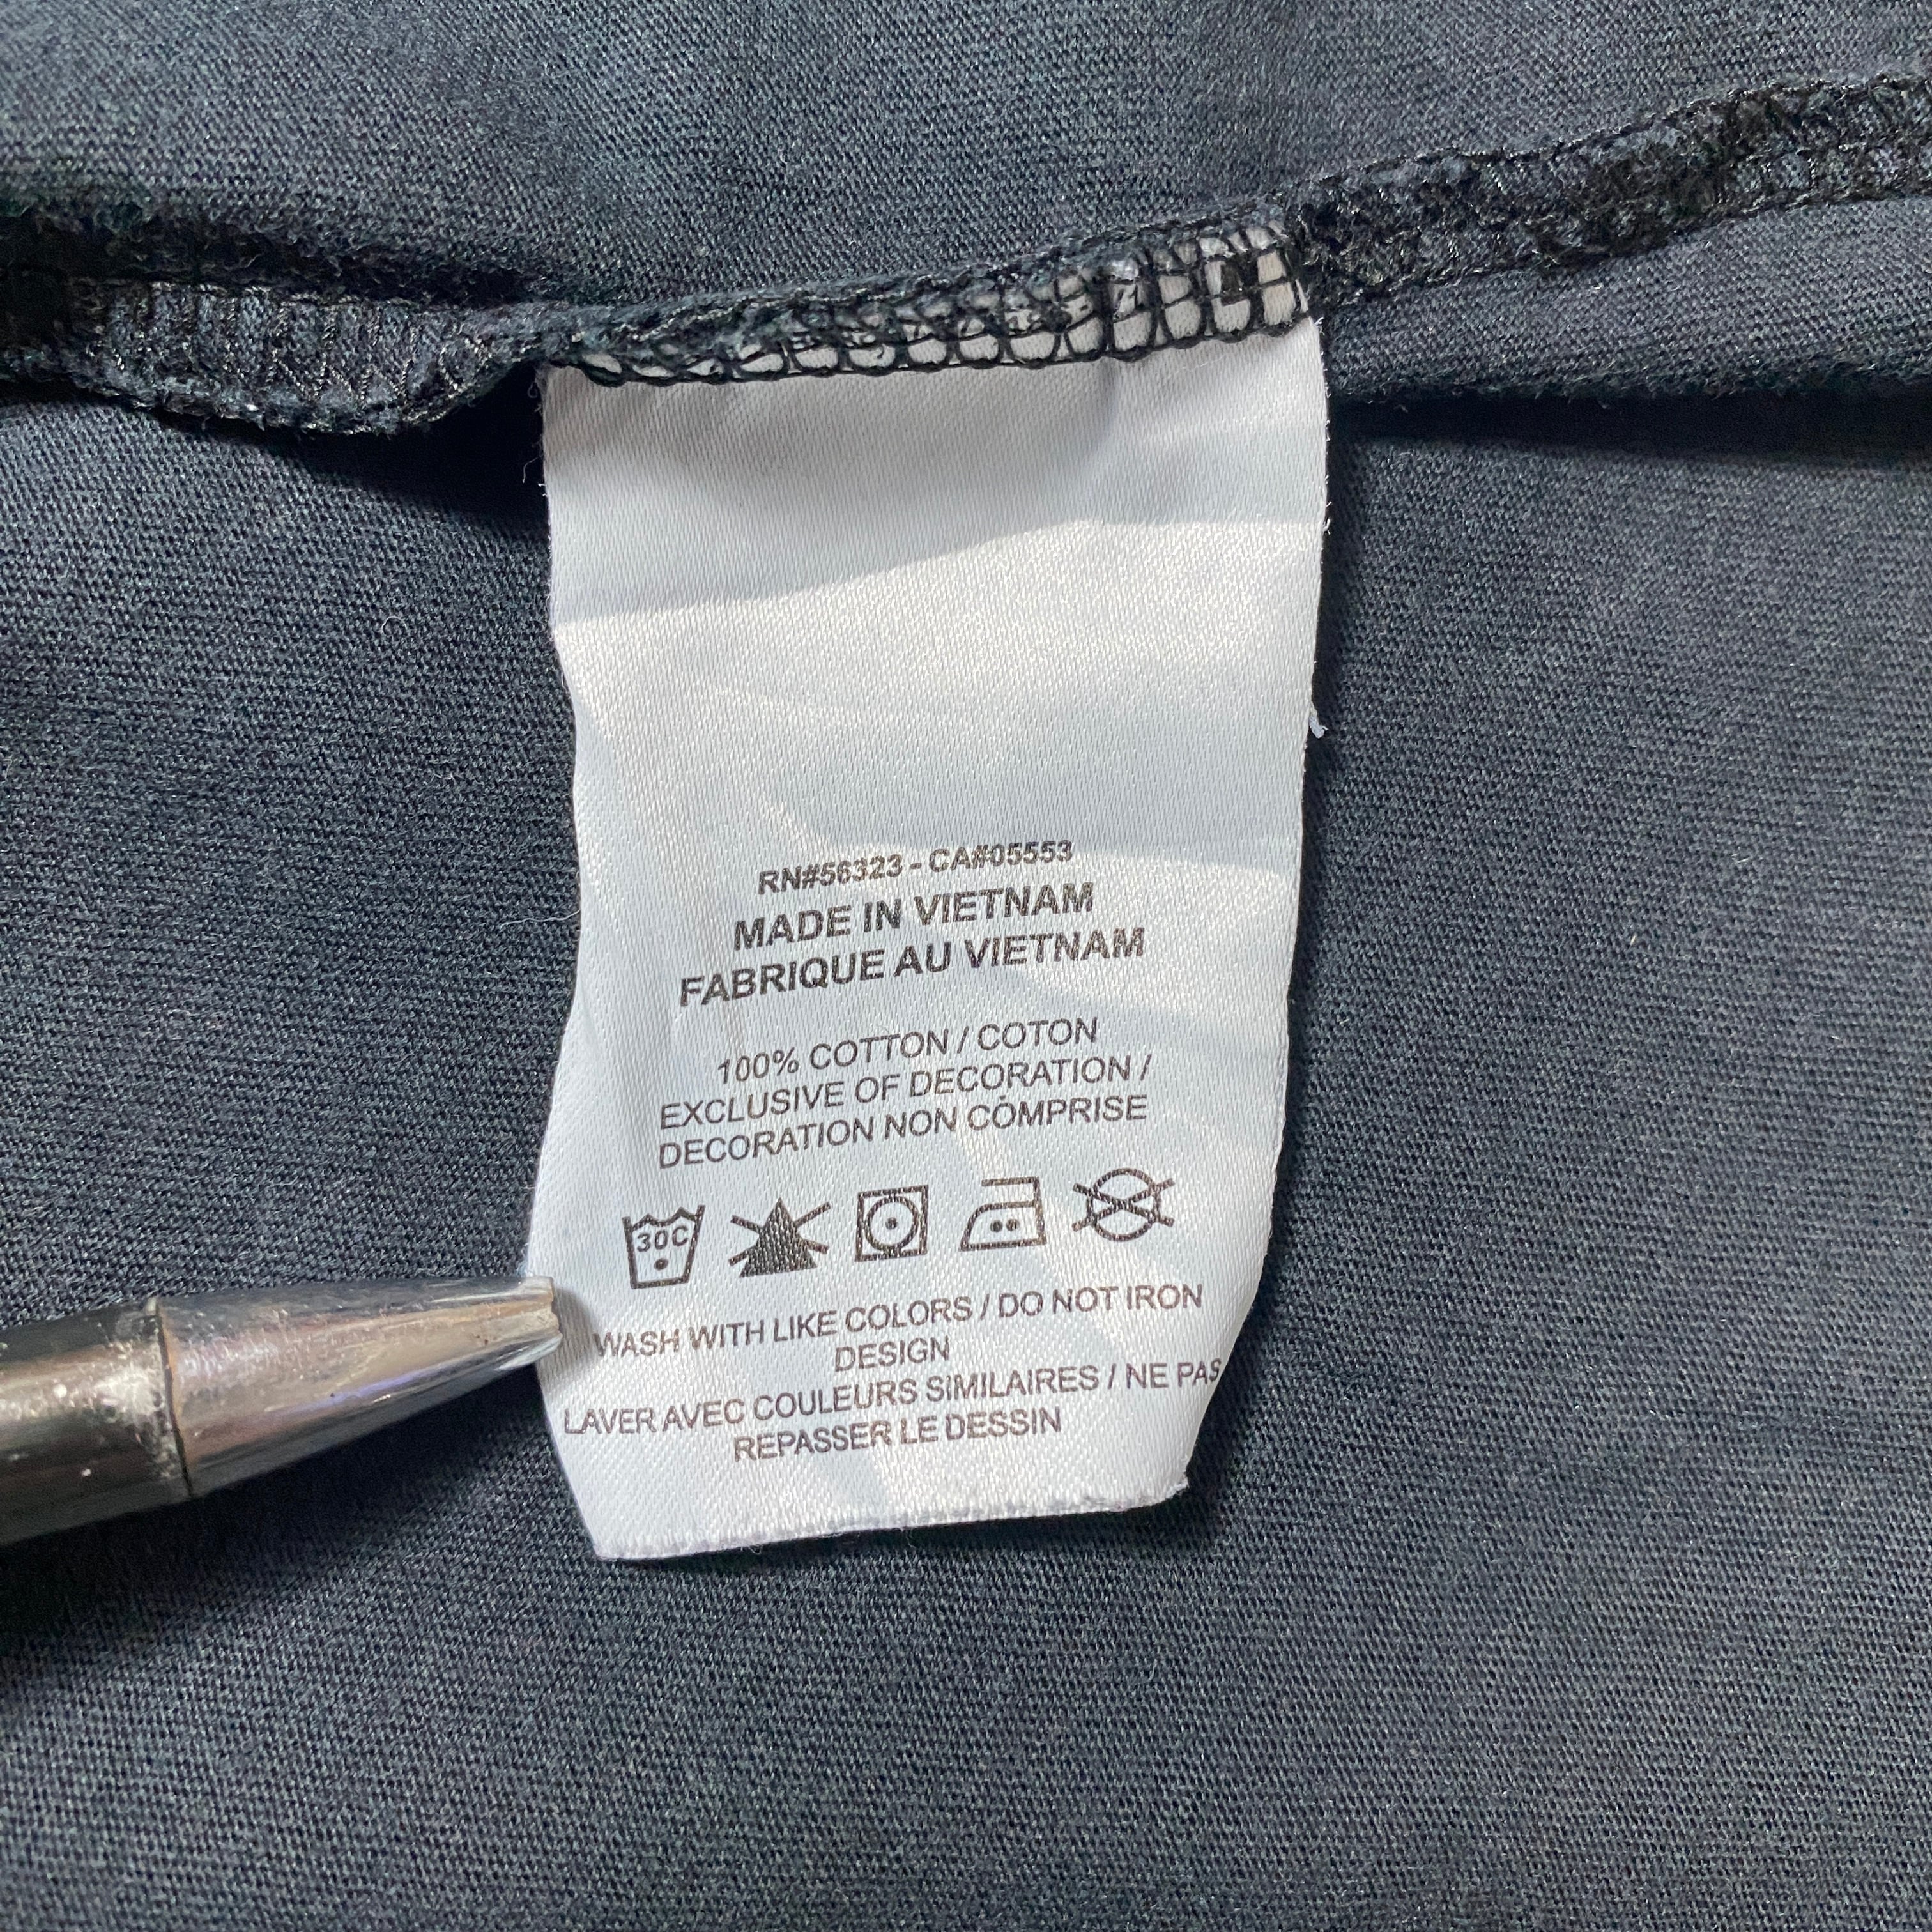 RN#56323 - CA#05553
MADE IN VIETNAM
FABRIQUE AU VIETNAM
100% COTTON / COTON
EXCLUSIVE OF DECORATION /
DECORATION NON COMPRISE
30C
WASH WITH LIKE COLORS / DO NOT IRON
DESIGN
LAVER AVEC COULEURS SIMILAIRES / NE PAS
REPASSER LE DESSIN